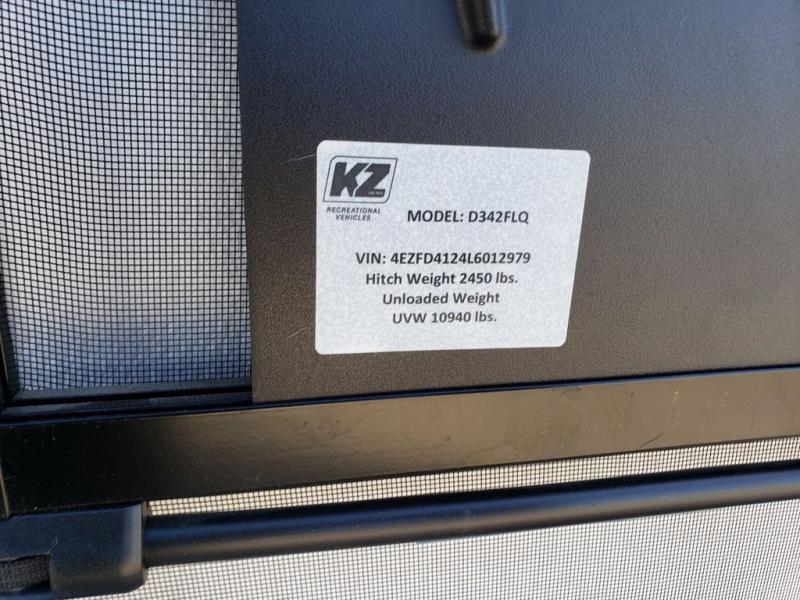 KZ
RECREATIONAL
VEHICLES
MODEL: D342FLQ
VIN: 4EZFD4124L6012979
Hitch Weight 2450 lbs.
Unloaded Weight
UVW 10940 lbs.